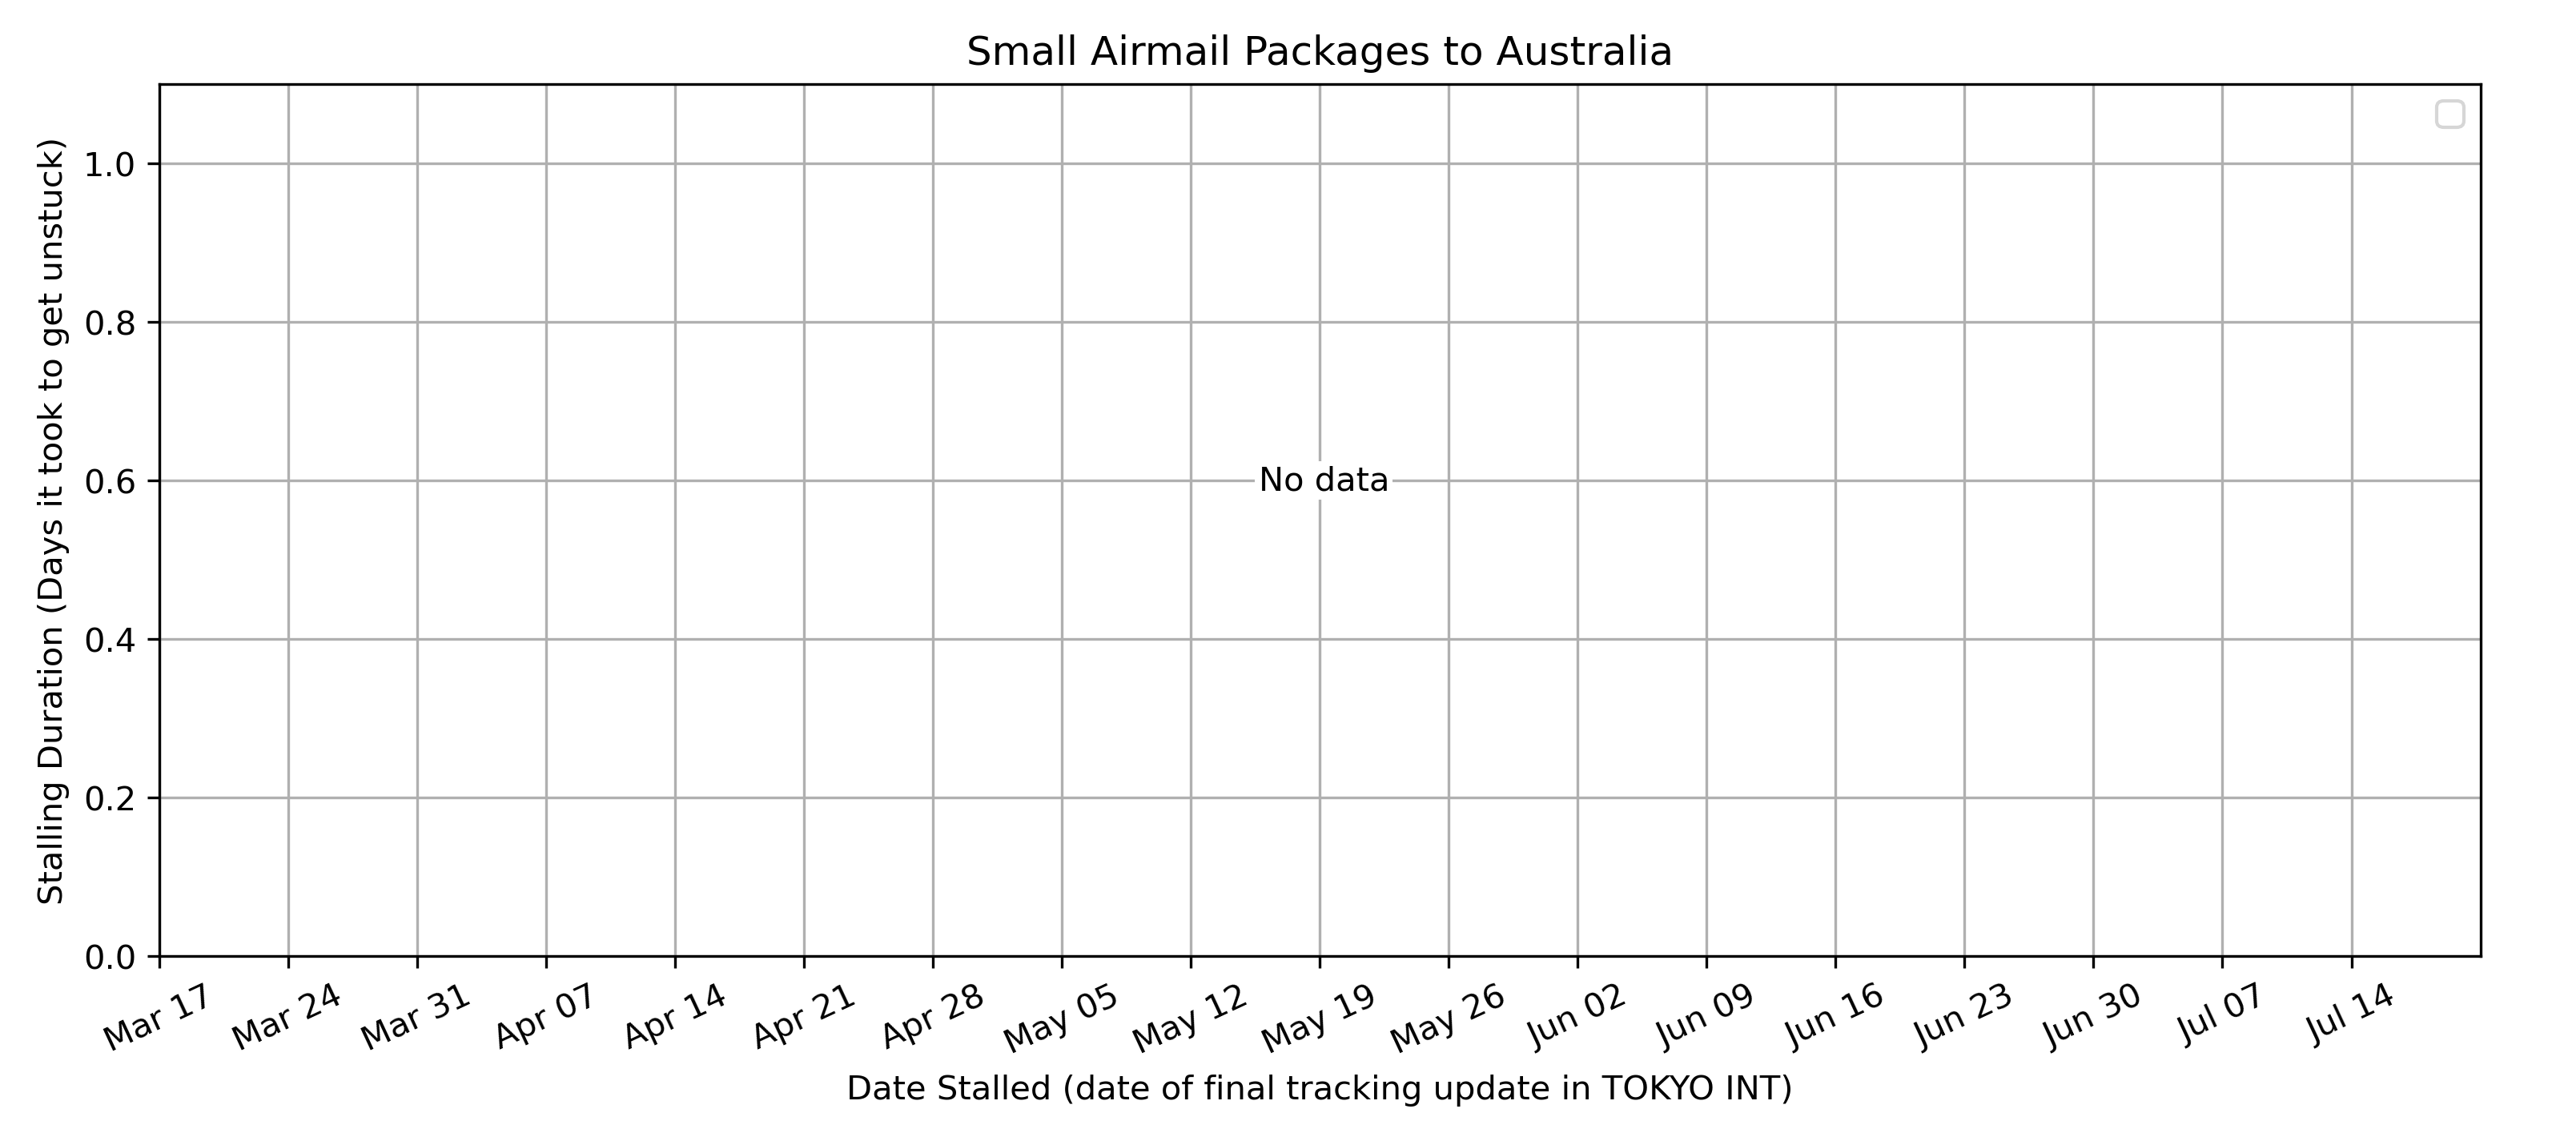 Small Airmail Packages to Australia
Stalling Duration (Days it took to get unstuck)
1.0
0.8
0.6
0.4
0.2
0.0
No data
Mar 17 Mar 24 Mar 31 Apr 07 Apr 14 Apr 21 Apr 28 May 05 May 12 May 19 May 26 Jun 02 Jun 09 Jun 16 Jun 23 Jun 30 Jul 07 Jul 14
Date Stalled (date of final tracking update in TOKYO INT)